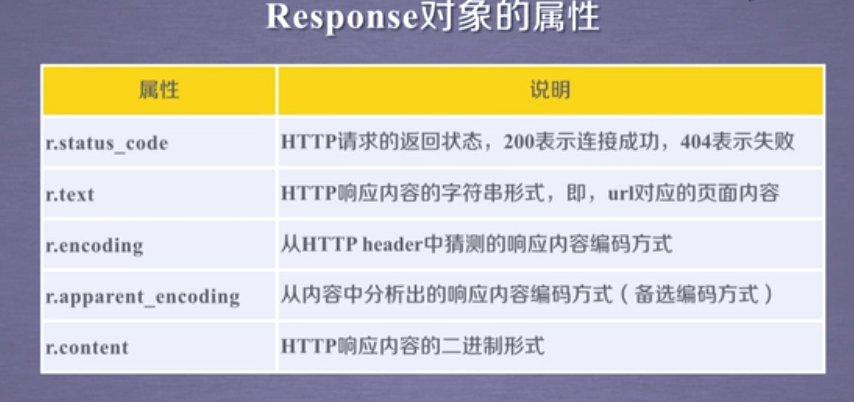 Response对象的属性
属性 说明
r.status_code HTTP请求的返回状态，200表示连接成功，404表示失败
r.text HTTP响应内容的字符串形式，即，url对应的页面内容
r.encoding 从HTTP header中猜测的响应内容编码方式
r.apparent_encoding 从内容中分析出的响应内容编码方式（备选编码方式）
r.content HTTP响应内容的二进制形式